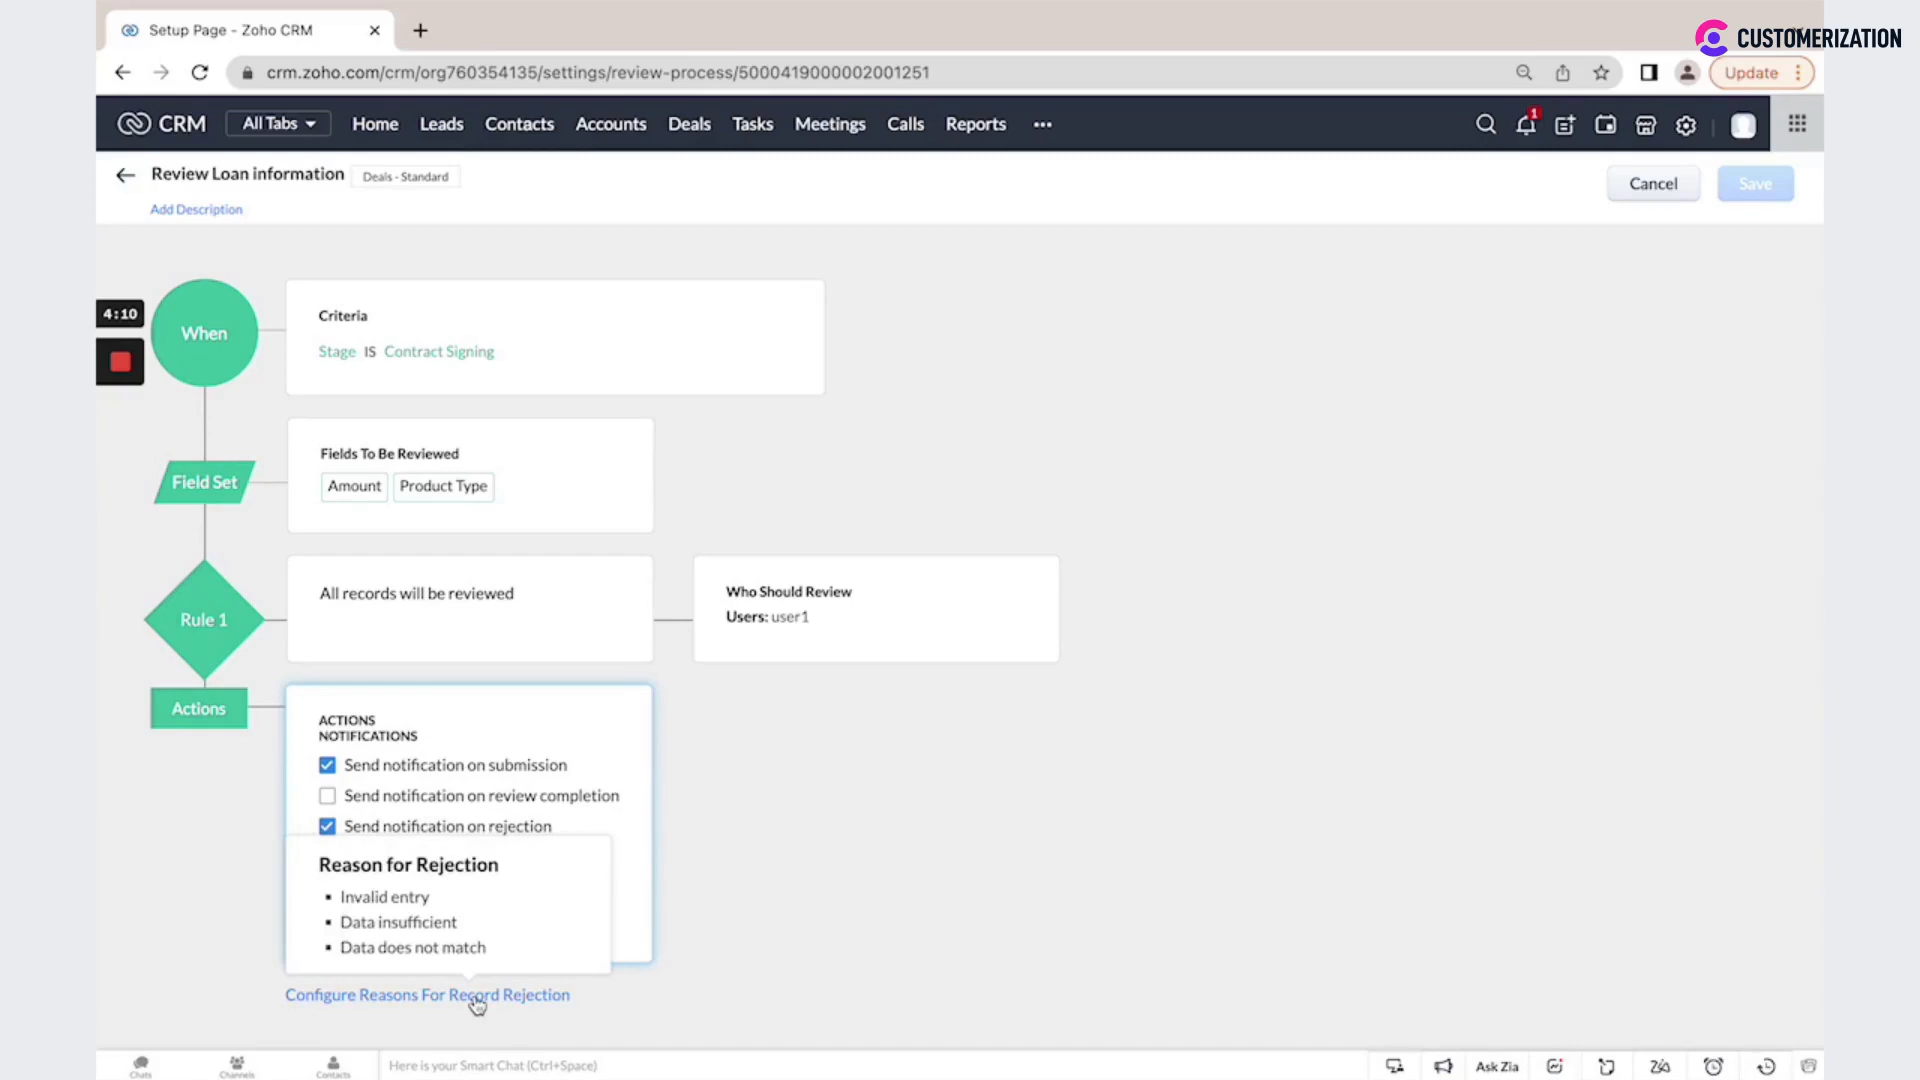 Setup Page - Zoho CRM
CUSTOMERIZATION
crm.zoho.com/crm/org760354135/settings/review-process/5000419000002001251
Update
CRM
All Tabs
Home
Leads
Contacts
Accounts
Deals
Tasks
Meetings
Calls
Reports
1
Review Loan information
Deals - Standard
Cancel
Save
Add Description
4:10
When
Criteria
Stage IS Contract Signing
Field Set
Fields To Be Reviewed
Amount
Product Type
Rule 1
All records will be reviewed
Who Should Review
Users: user1
Actions
ACTIONS
NOTIFICATIONS
Send notification on submission
Send notification on review completion
Send notification on rejection
Reason for Rejection
Invalid entry
Data insufficient
Data does not match
Configure Reasons For Record Rejection
Chats
Channels
Contacts
Here is your Smart Chat (Ctrl+Space)
Ask Zia